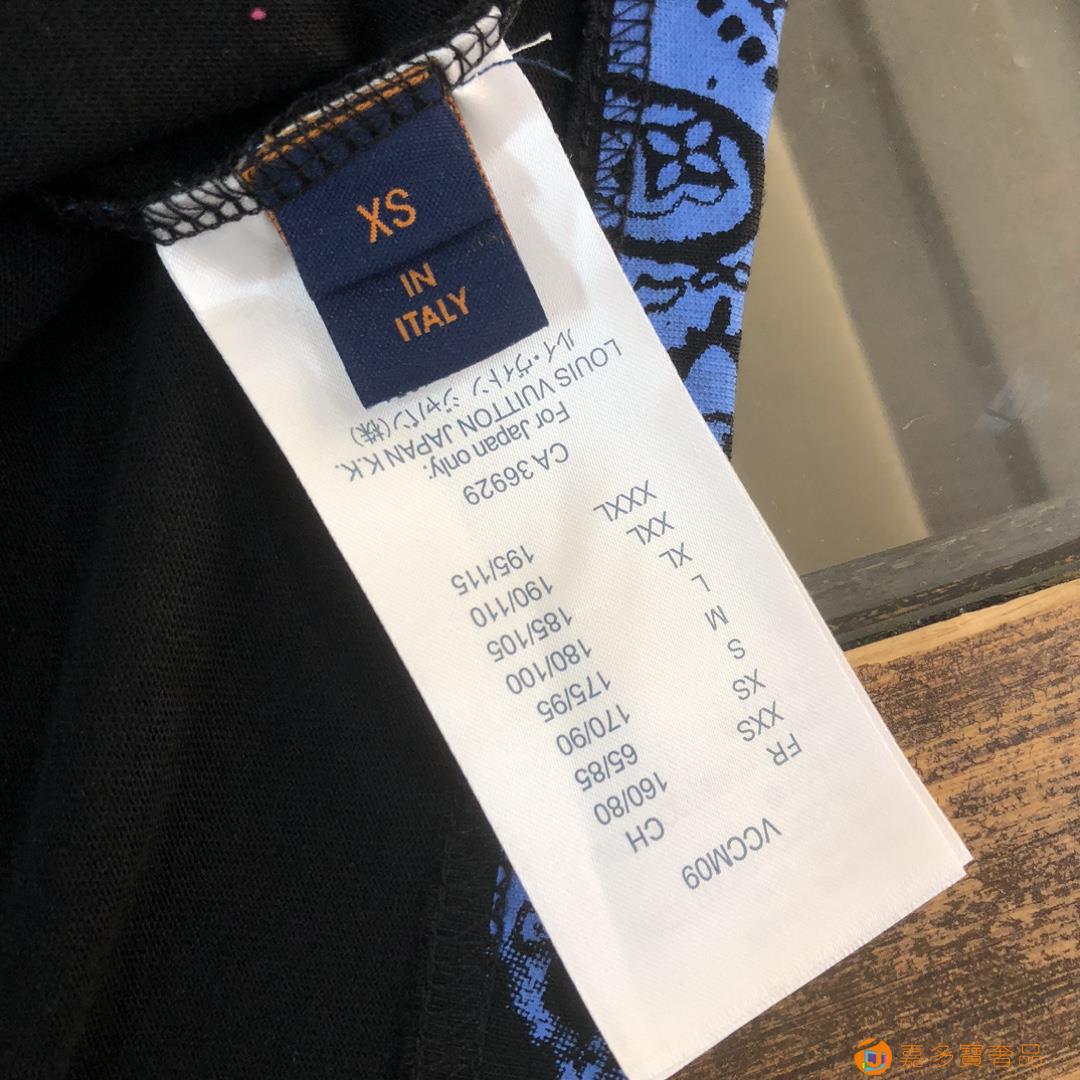 XS
IN
ITALY
VCCM09
FR CH
XXS 160/80
XS 65/85
S 170/90
M 175/95
L 180/100
XL 185/105
XXL 190/110
XXXL 195/115
CA 36929
For Japan only:
LOUIS VUITTON JAPAN K.K.
ルイ・ヴィトン ジャパン(株)
嘉多寶奢品